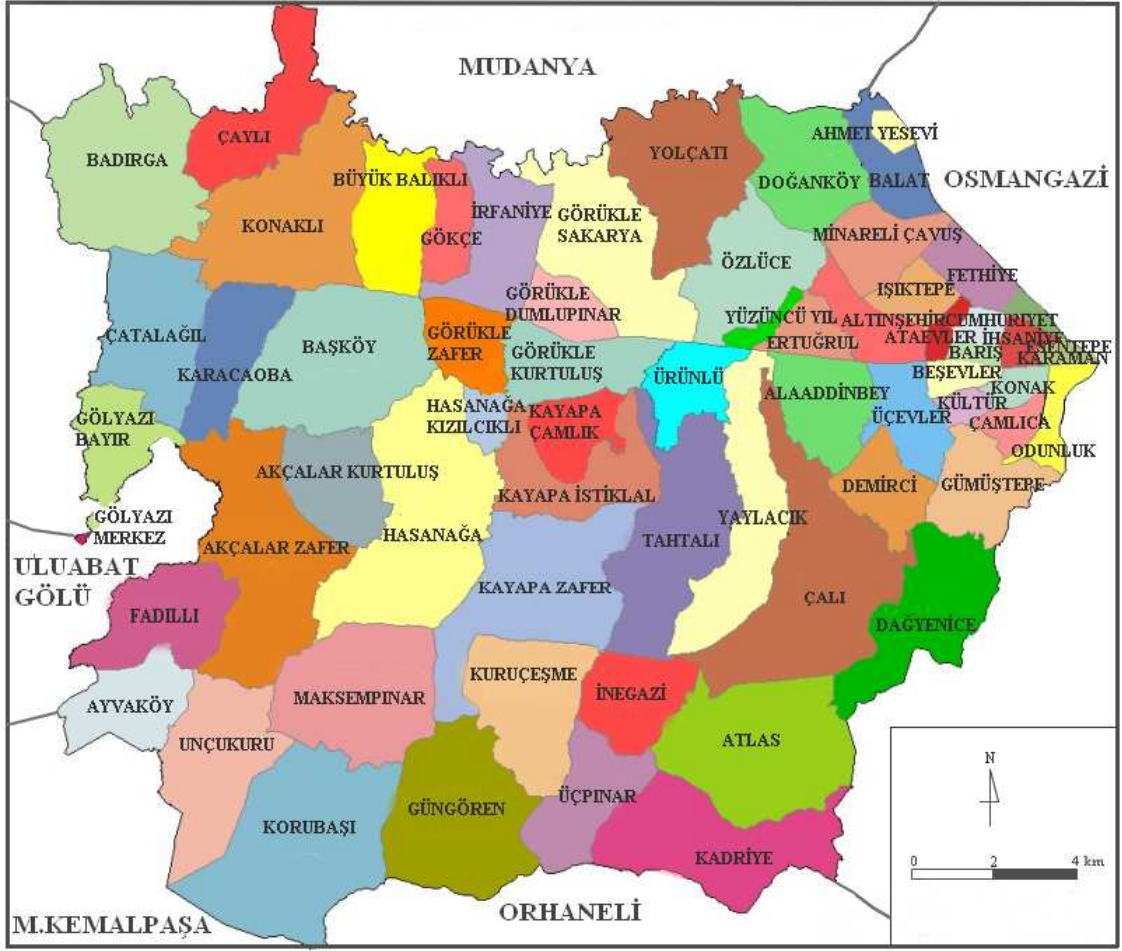 MUDANYA
AHMET YESEVİ
ÇAYLI
BADIRGA
YOLÇATI
BÜYÜK BALIKLI
DOĞANKÖY
BALAT
OSMANGAZİ
İRFANİYE
GÖRÜKLE
SAKARYA
KONAKLI
GÖKÇE
MİNARELİ ÇAVUŞ
ÖZLÜCE
FETHİYE
IŞIKTEPE
GÖRÜKLE
DUMLUPINAR
YÜZÜNCÜ YIL
ALTINŞEHİR
CUMHURİYET
ÇATALAĞIL
BAŞKÖY
GÖRÜKLE
ZAFER
GÖRÜKLE
KURTULUŞ
ERTUĞRUL
ATAEVLER
İHSANİYE
ESENTEPE
BARIŞ
KARAMAN
KARACAOBA
ÜRÜNLÜ
BEŞEVLER
ALAADDİNBEY
KONAK
HASANAĞA
KIZILCIKLI
KAYAPA
ÇAMLIK
KÜLTÜR
GÖLYAZI
BAYIR
ÜÇEVLER
ÇAMLICA
ODUNLUK
AKÇALAR KURTULUŞ
KAYAPA İSTİKLAL
DEMİRCİ
GÜMÜŞTEPE
GÖLYAZI
MERKEZ
YAYLACIK
HASANAĞA
TAHTALI
AKÇALAR ZAFER
ULUABAT
GÖLÜ
KAYAPA ZAFER
ÇALI
FADILLI
DAĞYENİCE
KURUÇEŞME
İNEGAZİ
MAKSEMPINAR
AYVAKÖY
UNÇUKURU
ATLAS
N
ÜÇPINAR
GÜNGÖREN
KORUBAŞI
KADRİYE
0 2 4 km
ORHANELİ
M.KEMALPAŞA